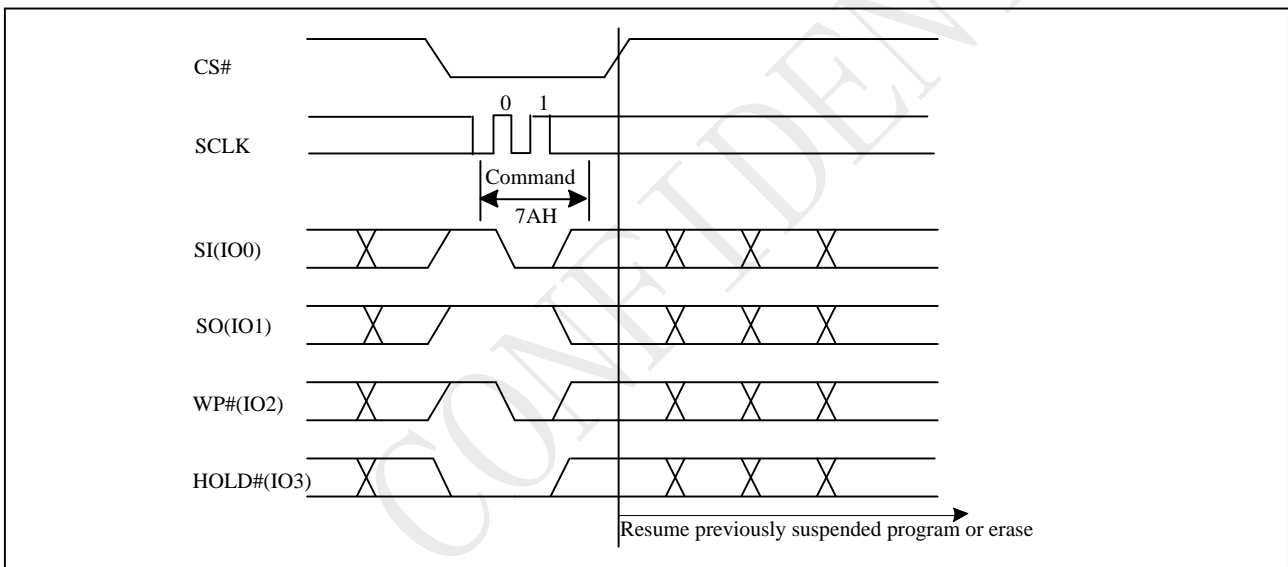 CS#
0 1
SCLK
Command
7AH
SI(IO0)
SO(IO1)
WP#(IO2)
HOLD#(IO3)
Resume previously suspended program or erase
CONFIDEN